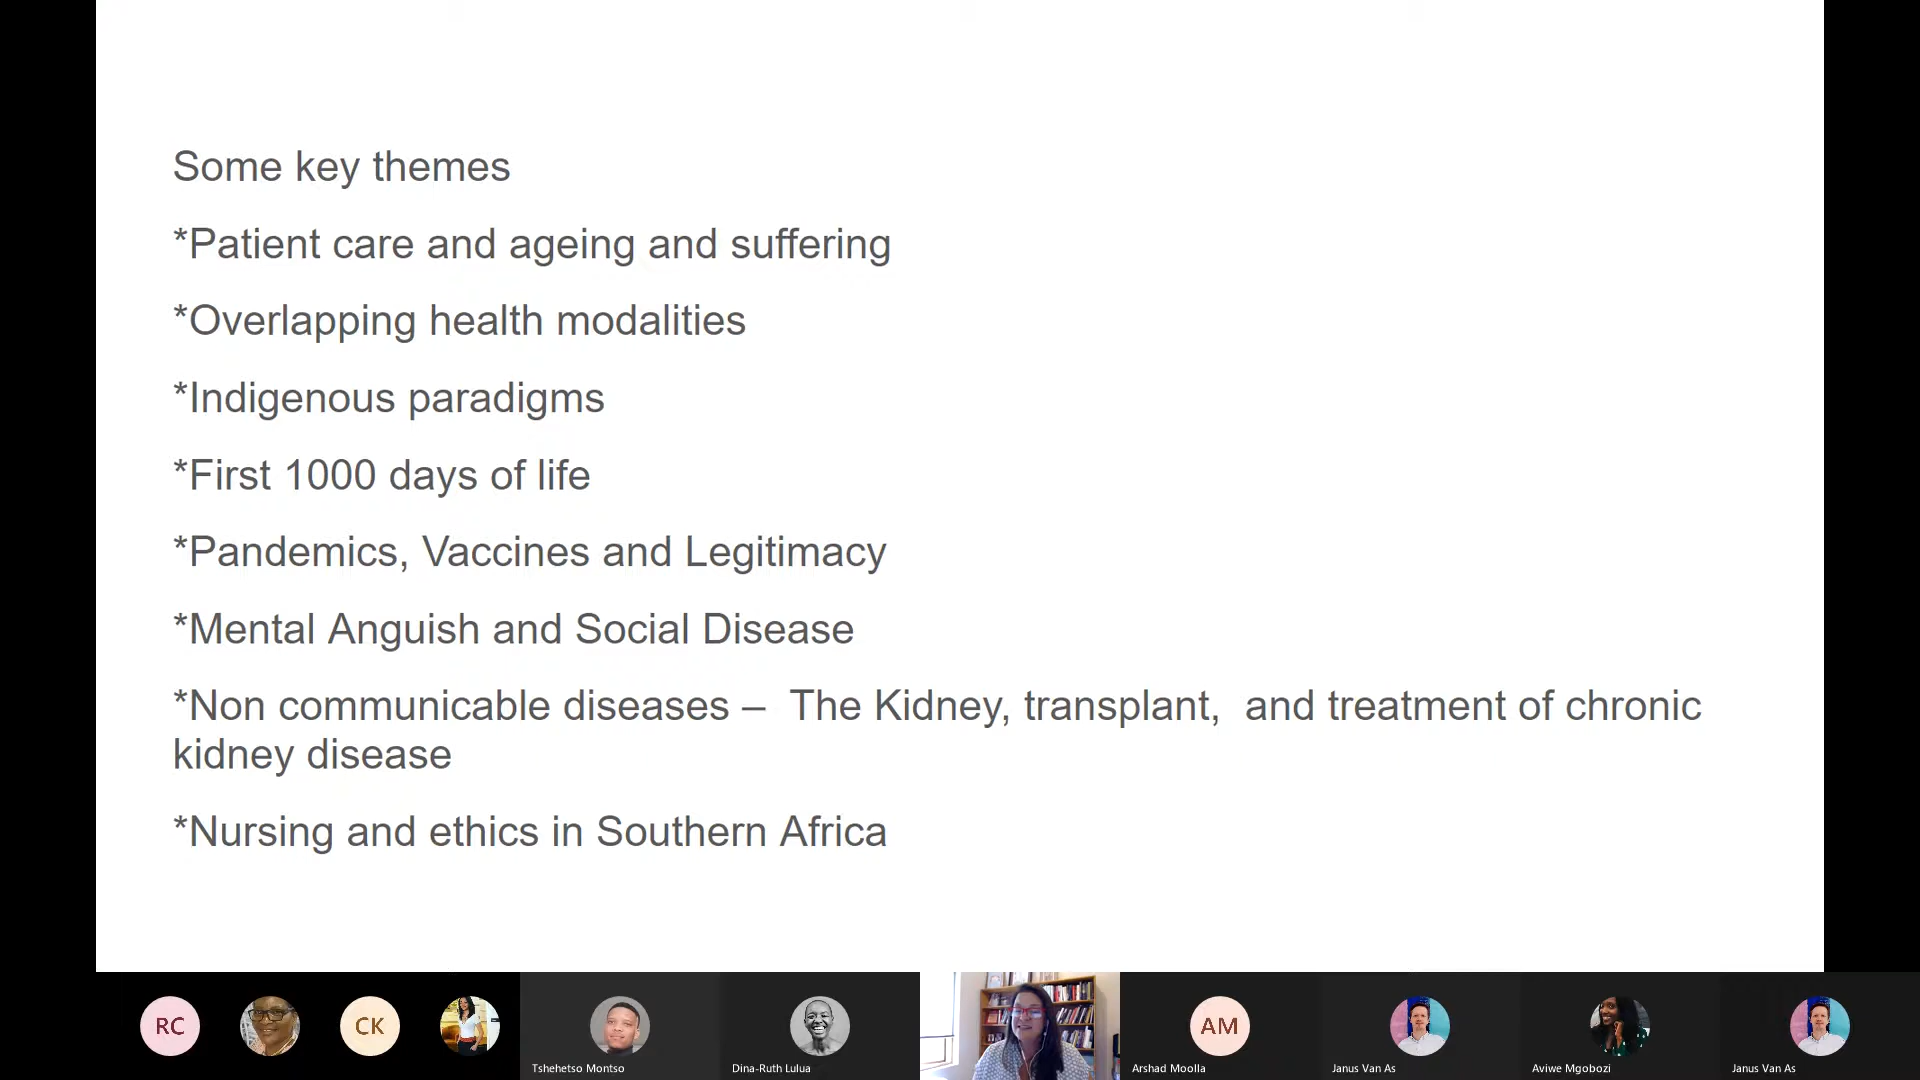 Some key themes
*Patient care and ageing and suffering
*Overlapping health modalities
*Indigenous paradigms
*First 1000 days of life
*Pandemics, Vaccines and Legitimacy
*Mental Anguish and Social Disease
*Non communicable diseases –  The Kidney, transplant,  and treatment of chronic
kidney disease
*Nursing and ethics in Southern Africa
RC
CK
AM
Tshehetso Montso
Dina-Ruth Lulua
Arshad Moolla
Janus Van As
Aviwe Mgobozi
Janus Van As